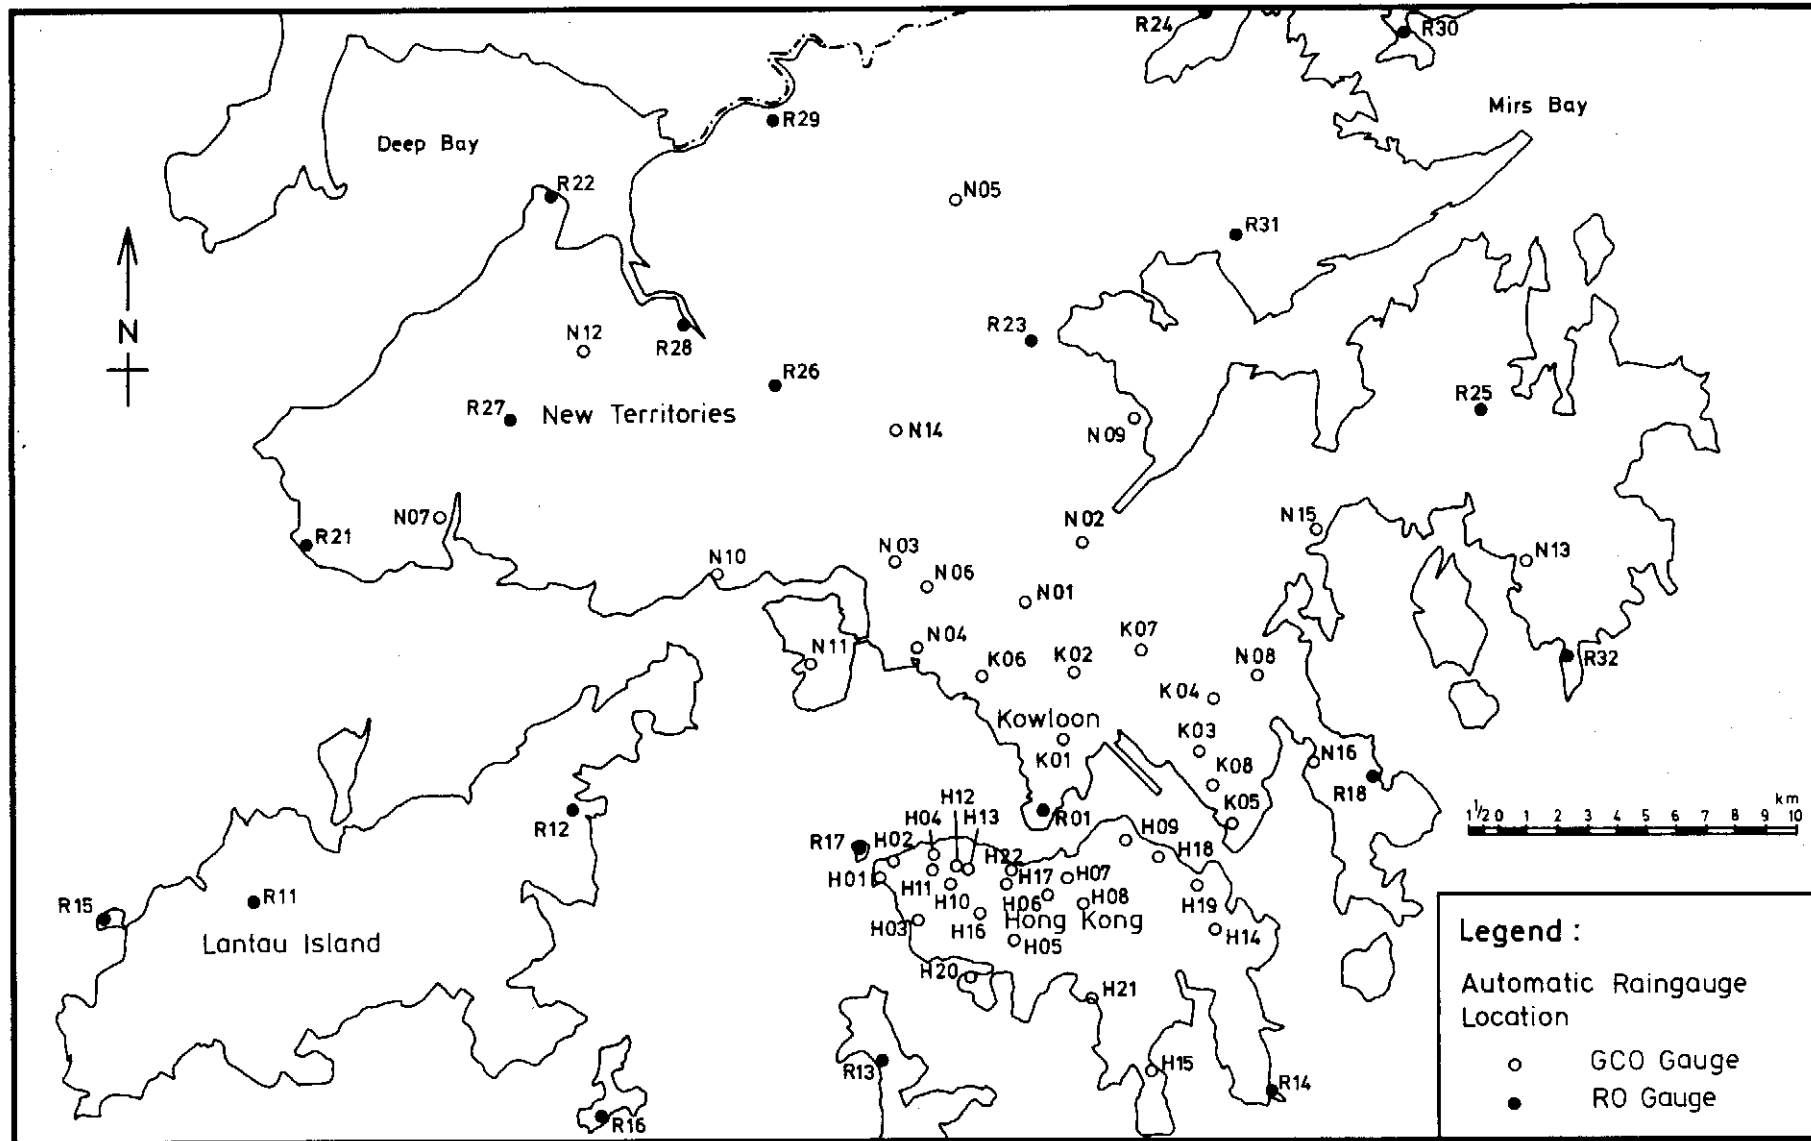 R24
R30
Mirs Bay
R29
Deep Bay
R22
N05
R31
N
N12
R28
R23
R26
R27
New Territories
R25
N14
N09
N07
R21
N02
N15
N03
N13
N10
N06
N01
N11
N04
K07
K06
K02
N08
R32
K04
Kowloon
K03
K01
N16
K08
R18
H12
H04
H13
R12
R01
K05
1 1/2 0 1 2 3 4 5 6 7 8 9 10
km
R17
H02
H09
H18
H22
H01
H11
H17
H07
R15
R11
H10
H06
H08
H19
H03
H16
Hong Kong
H14
Lantau Island
H05
H20
H21
R13
H15
R14
R16
Legend :
Automatic Raingauge
Location
GCO Gauge
RO Gauge